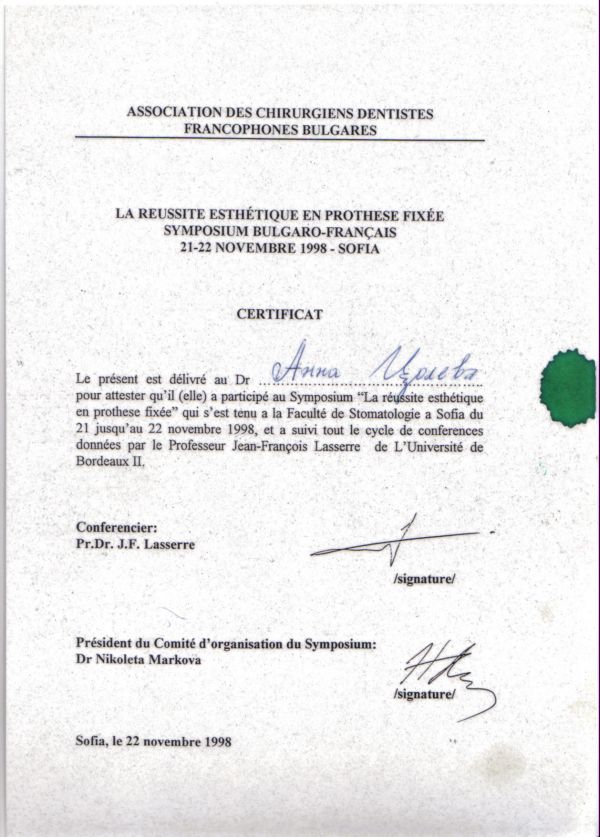 ASSOCIATION DES CHIRURGIENS DENTISTES
FRANCOPHONES BULGARES
LA REUSSITE ESTHÉTIQUE EN PROTHESE FIXÉE
SYMPOSIUM BULGARO-FRANÇAIS
21-22 NOVEMBRE 1998 - SOFIA
CERTIFICAT
Le présent est délivré au Dr Анна
pour attester qu'il (elle) a participé au Symposium “La réussite esthétique
en prothese fixée” qui s'est tenu a la Faculté de Stomatologie a Sofia du
21 jusqu'au 22 novembre 1998, et a suivi tout le cycle de conferences
données par le Professeur Jean-François Lasserre de L'Université de
Bordeaux II.
Conferencier:
Pr.Dr. J.F. Lasserre
/signature/
Président du Comité d'organisation du Symposium:
Dr Nikoleta Markova
/signature/
Sofia, le 22 novembre 1998